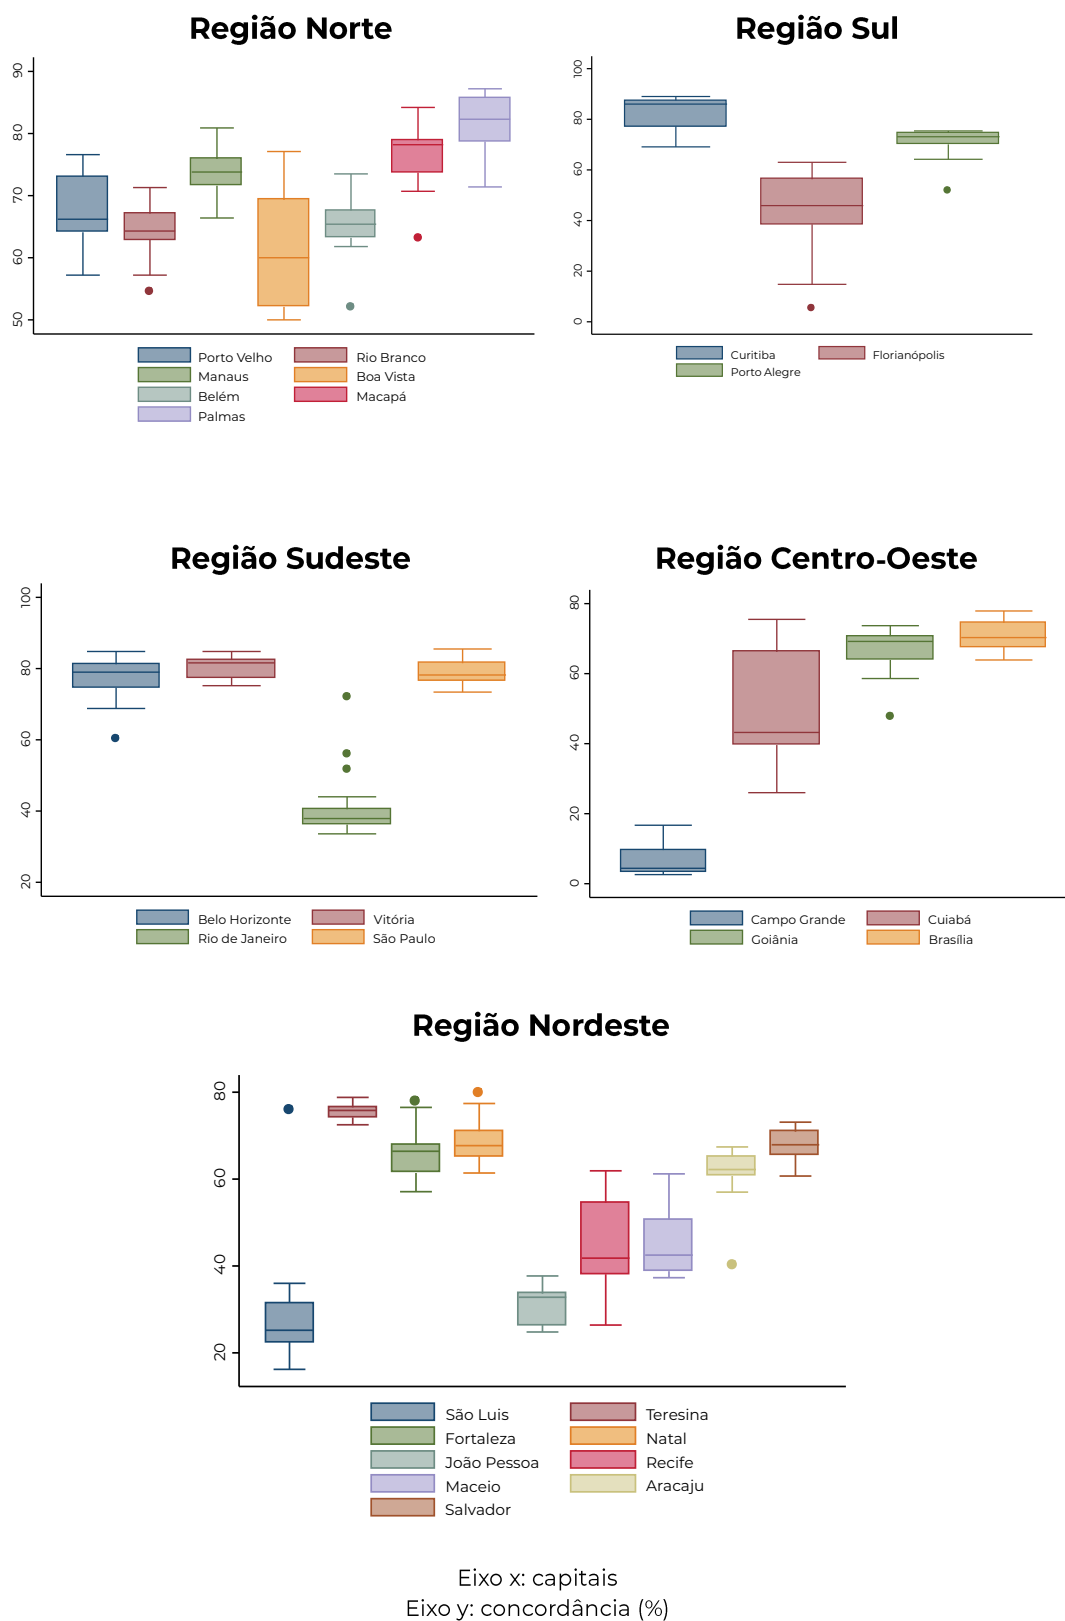 Região Norte
90
80
70
60
50
Porto Velho
Rio Branco
Manaus
Boa Vista
Belém
Macapá
Palmas
Região Sul
100
80
60
40
20
0
Curitiba
Florianópolis
Porto Alegre
Região Sudeste
100
80
60
40
20
Belo Horizonte
Vitória
Rio de Janeiro
São Paulo
Região Centro-Oeste
80
60
40
20
0
Campo Grande
Cuiabá
Goiânia
Brasília
Região Nordeste
80
60
40
20
São Luis
Teresina
Fortaleza
Natal
João Pessoa
Recife
Maceio
Aracaju
Salvador
Eixo x: capitais
Eixo y: concordância (%)